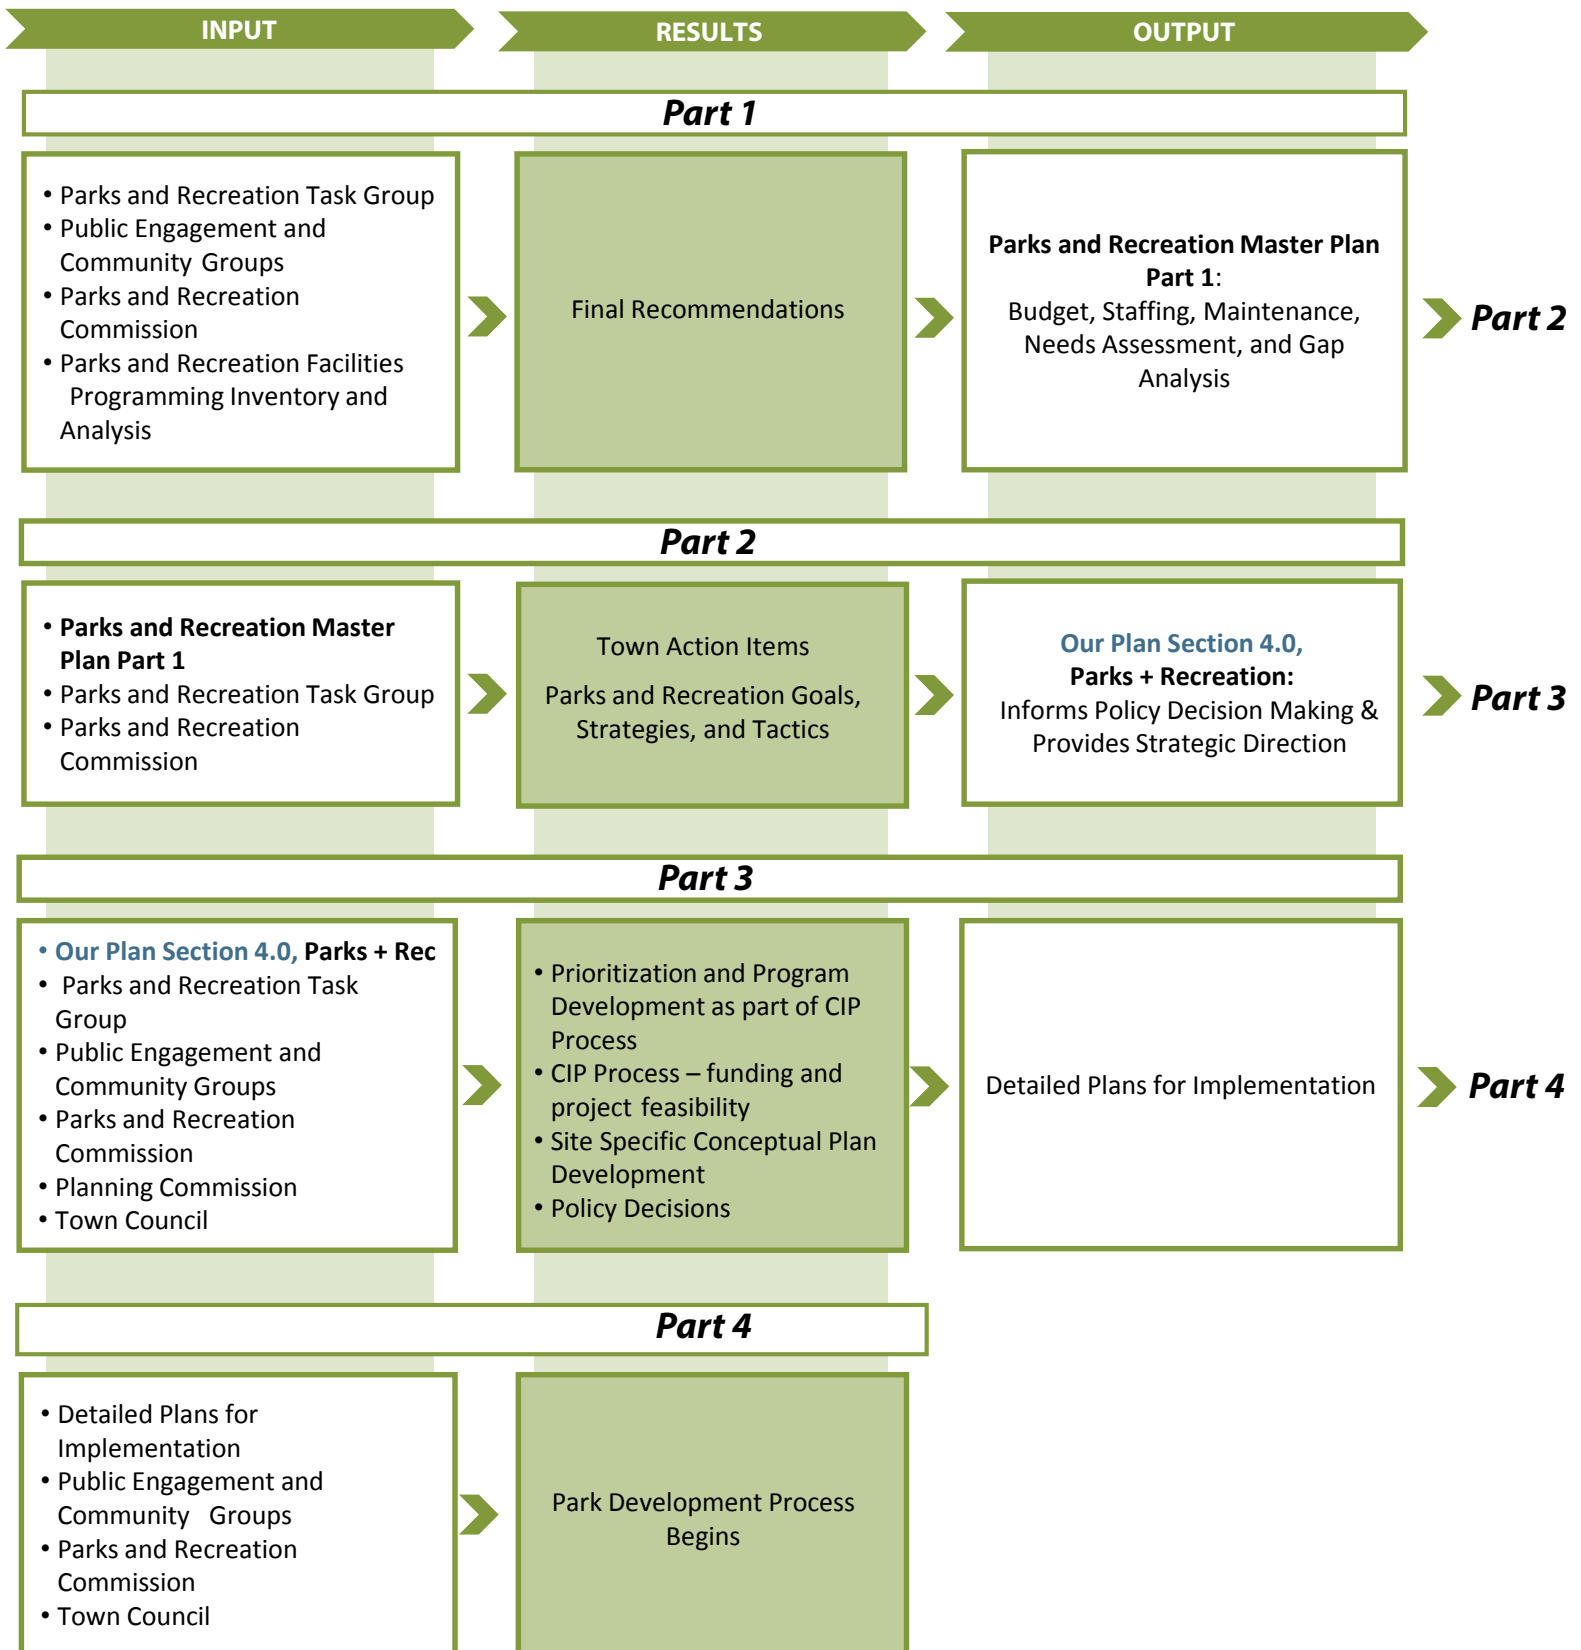 INPUT
RESULTS
OUTPUT
Part 1
• Parks and Recreation Task Group
• Public Engagement and
Community Groups
• Parks and Recreation
Commission
• Parks and Recreation Facilities
Programming Inventory and
Analysis
Final Recommendations
Parks and Recreation Master Plan
Part 1:
Budget, Staffing, Maintenance,
Needs Assessment, and Gap
Analysis
Part 2
Part 2
• Parks and Recreation Master
Plan Part 1
• Parks and Recreation Task Group
• Parks and Recreation
Commission
Town Action Items
Parks and Recreation Goals,
Strategies, and Tactics
Our Plan Section 4.0,
Parks + Recreation:
Informs Policy Decision Making &
Provides Strategic Direction
Part 3
Part 3
• Our Plan Section 4.0, Parks + Rec
• Parks and Recreation Task
Group
• Public Engagement and
Community Groups
• Parks and Recreation
Commission
• Planning Commission
• Town Council
• Prioritization and Program
Development as part of CIP
Process
• CIP Process – funding and
project feasibility
• Site Specific Conceptual Plan
Development
• Policy Decisions
Detailed Plans for Implementation
Part 4
Part 4
• Detailed Plans for
Implementation
• Public Engagement and
Community Groups
• Parks and Recreation
Commission
• Town Council
Park Development Process
Begins